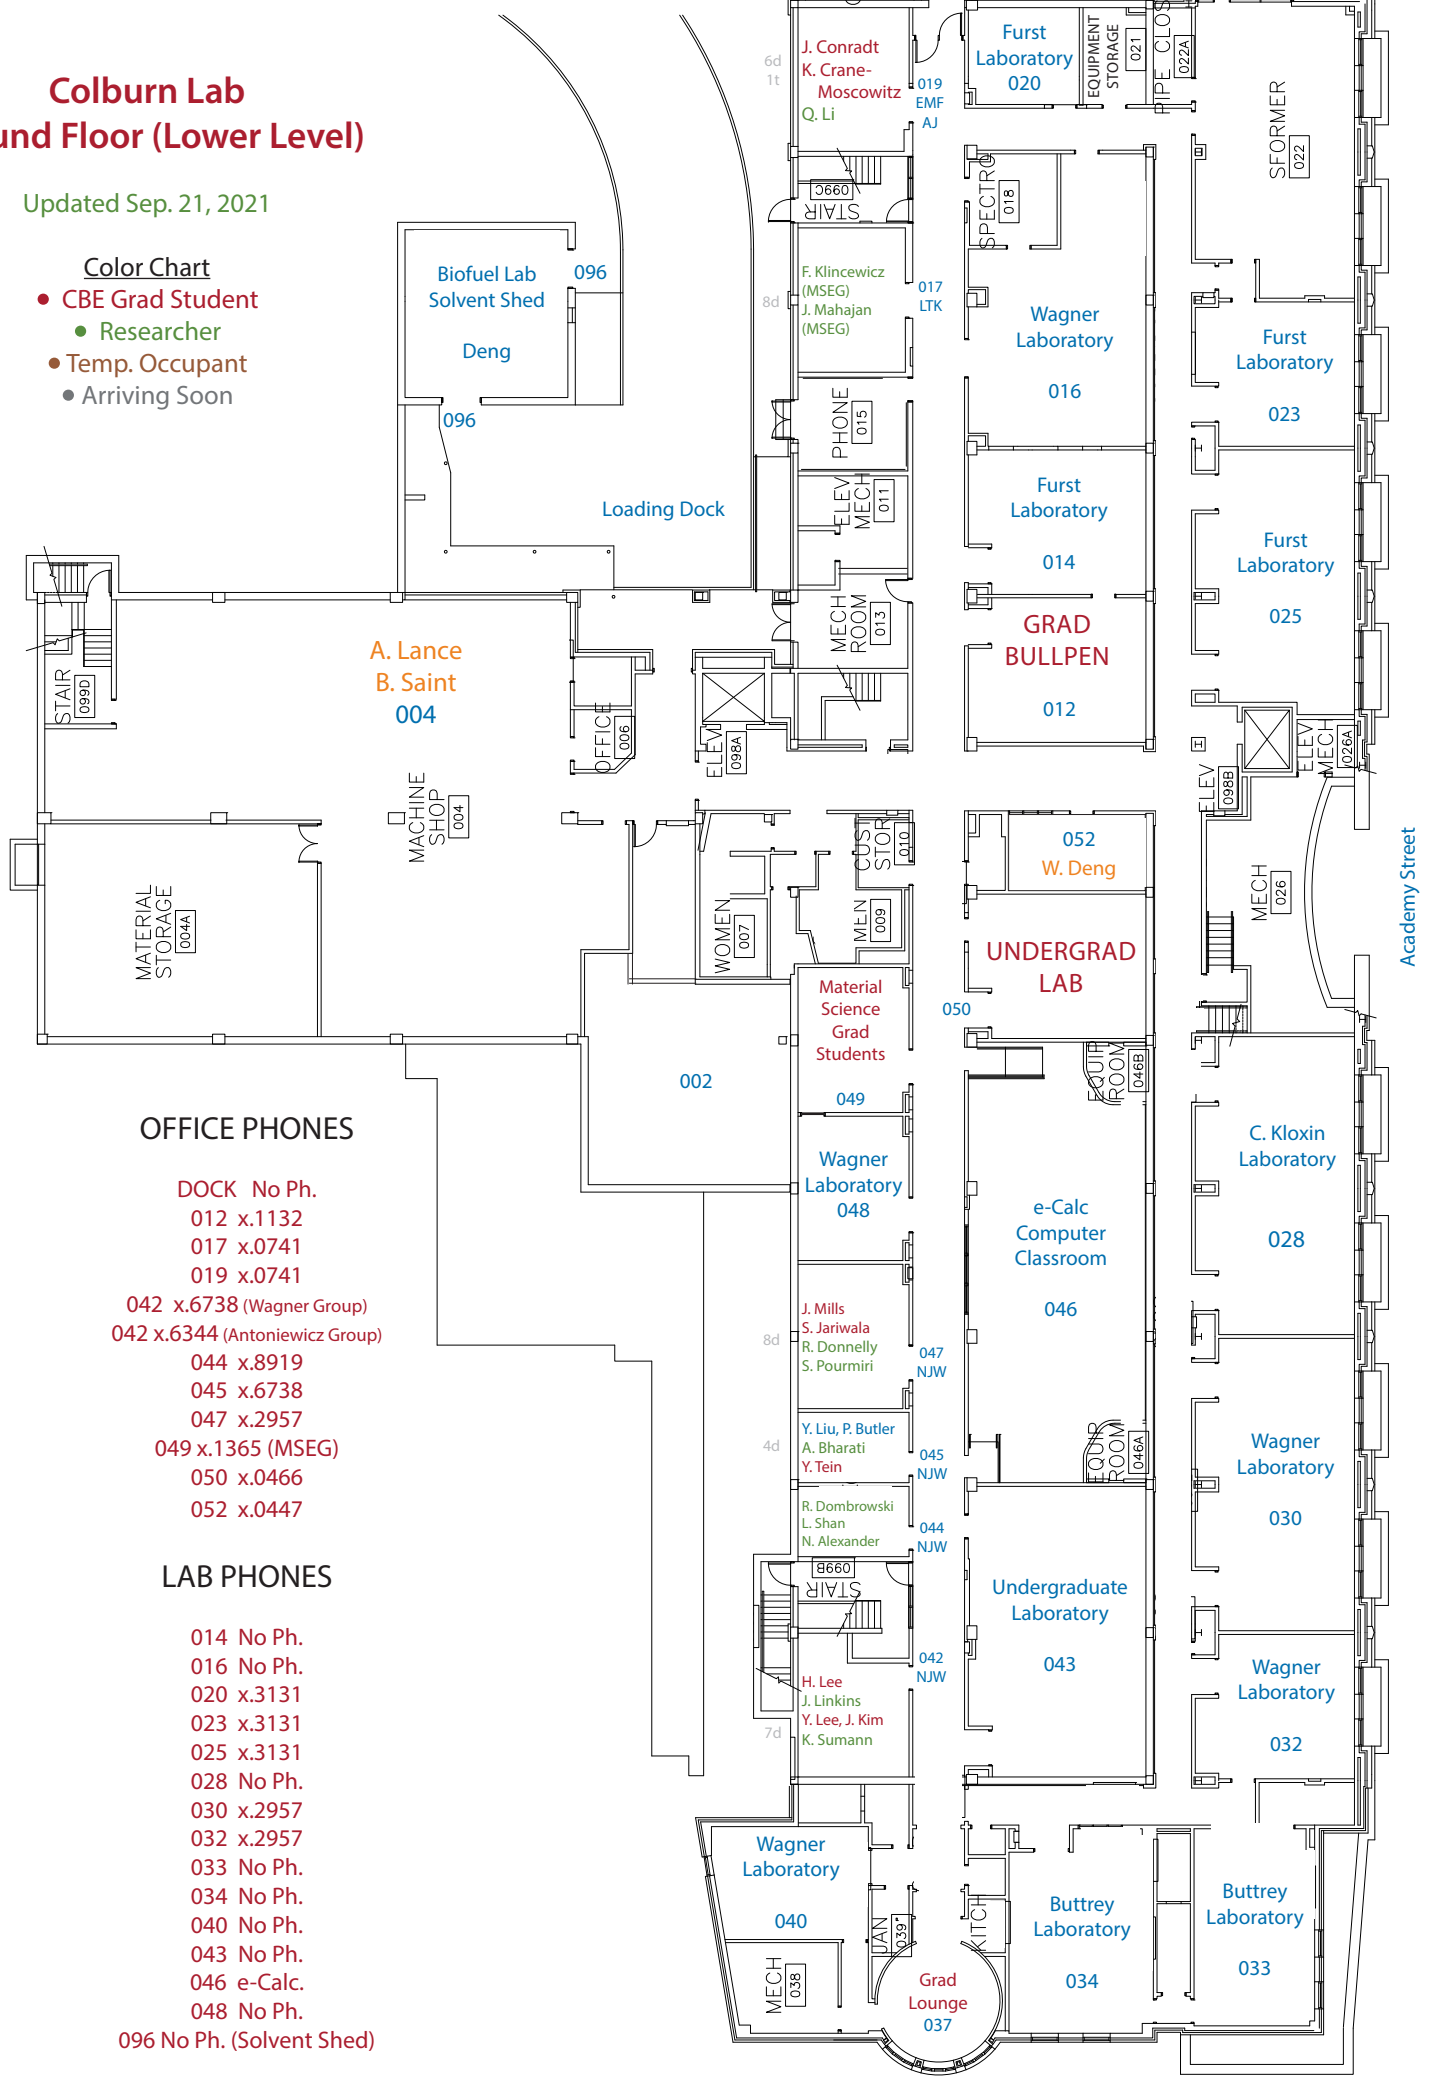 Colburn Lab
und Floor (Lower Level)
Updated Sep. 21, 2021
Color Chart
• CBE Grad Student
• Researcher
• Temp. Occupant
• Arriving Soon
Biofuel Lab
Solvent Shed
Deng
096
096
Loading Dock
A. Lance
B. Saint
004
STAIR
099D
MACHINE
SHOP
004
MATERIAL
STORAGE
004A
OFFICE
006
ELEV
098A
WOMEN
007
MEN
009
CUST
STOR
010
002
6d
1t
J. Conradt
K. Crane-
Moscowitz
Q. Li
019
EMF
AJ
STAIR
099C
8d
F. Klincewicz
(MSEG)
J. Mahajan
(MSEG)
017
LTK
PHONE
015
ELEV
MECH
011
MECH
ROOM
013
Furst
Laboratory
020
EQUIPMENT
STORAGE
021
PIPE CLOS
022A
SFORMER
022
SPECTRO
018
Wagner
Laboratory
016
Furst
Laboratory
023
Furst
Laboratory
014
Furst
Laboratory
025
GRAD
BULLPEN
012
ELEV
098B
ELEV
MECH
026A
MECH
026
Academy Street
052
W. Deng
UNDERGRAD
LAB
050
Material
Science
Grad
Students
049
EQUIP
ROOM
046B
Wagner
Laboratory
048
e-Calc
Computer
Classroom
046
EQUIP
ROOM
046A
C. Kloxin
Laboratory
028
8d
J. Mills
S. Jariwala
R. Donnelly
S. Pourmiri
047
NJW
4d
Y. Liu, P. Butler
A. Bharati
Y. Tein
045
NJW
R. Dombrowski
L. Shan
N. Alexander
044
NJW
STAIR
099B
Wagner
Laboratory
030
Undergraduate
Laboratory
043
042
NJW
7d
H. Lee
J. Linkins
Y. Lee, J. Kim
K. Sumann
Wagner
Laboratory
032
Wagner
Laboratory
040
MECH
038
JAN
039
KITCH
Grad
Lounge
037
Buttrey
Laboratory
034
Buttrey
Laboratory
033
OFFICE PHONES
DOCK No Ph.
012 x.1132
017 x.0741
019 x.0741
042 x.6738 (Wagner Group)
042 x.6344 (Antoniewicz Group)
044 x.8919
045 x.6738
047 x.2957
049 x.1365 (MSEG)
050 x.0466
052 x.0447
LAB PHONES
014 No Ph.
016 No Ph.
020 x.3131
023 x.3131
025 x.3131
028 No Ph.
030 x.2957
032 x.2957
033 No Ph.
034 No Ph.
040 No Ph.
043 No Ph.
046 e-Calc.
048 No Ph.
096 No Ph. (Solvent Shed)